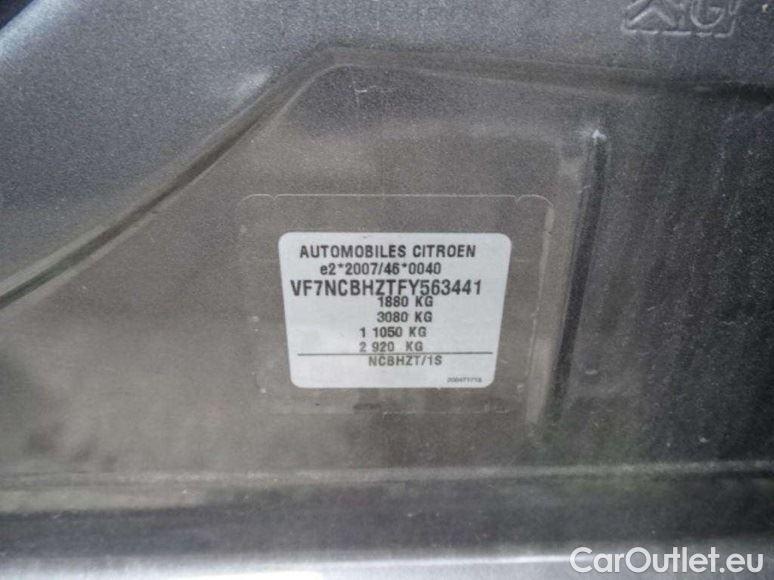 AUTOMOBILES CITROEN
e2*2007/46*0040
VF7NCBHZTFY563441
1880 KG
3080 KG
1 1050 KG
2 920 KG
NCBHZT/1S
CarOutlet.eu